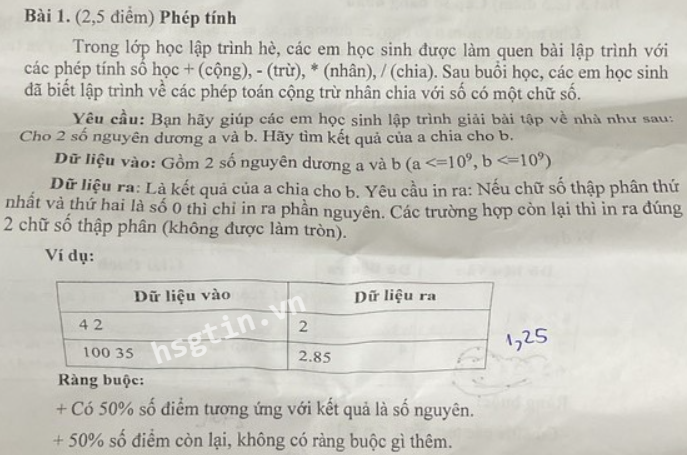 Bài 1. (2,5 điểm) Phép tính
Trong lớp học lập trình hè, các em học sinh được làm quen bài lập trình với
các phép tính số học + (cộng), - (trừ), * (nhân), / (chia). Sau buổi học, các em học sinh
đã biết lập trình về các phép toán cộng trừ nhân chia với số có một chữ số.
Yêu cầu: Bạn hãy giúp các em học sinh lập trình giải bài tập về nhà như sau:
Cho 2 số nguyên dương a và b. Hãy tìm kết quả của a chia cho b.
Dữ liệu vào: Gồm 2 số nguyên dương a và b (a <=10⁹, b <=10⁹)
Dữ liệu ra: Là kết quả của a chia cho b. Yêu cầu in ra: Nếu chữ số thập phân thứ
nhất và thứ hai là số 0 thì chỉ in ra phần nguyên. Các trường hợp còn lại thì in ra đúng
2 chữ số thập phân (không được làm tròn).
Ví dụ:
Dữ liệu vào Dữ liệu ra
4 2 2
100 35 2.85
1,25
hsgtin.vn
Ràng buộc:
+ Có 50% số điểm tương ứng với kết quả là số nguyên.
+ 50% số điểm còn lại, không có ràng buộc gì thêm.